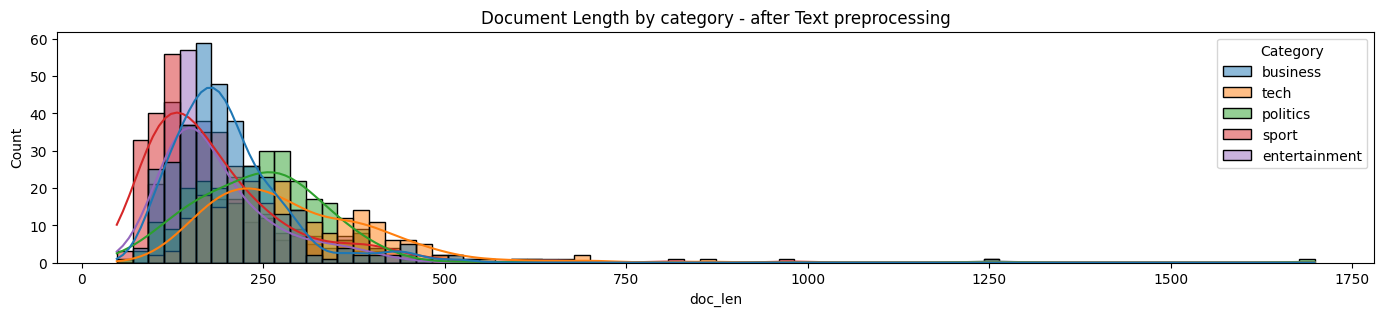 Document Length by category - after Text preprocessing
60
50
40
30
20
10
0
Count
Category
business
tech
politics
sport
entertainment
0
250
500
750
1000
1250
1500
1750
doc_len